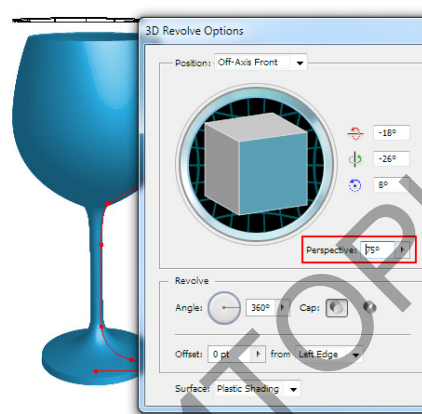 3D Revolve Options
Position: Off-Axis Front
-18°
-26°
8°
Perspective: 75°
Revolve
Angle: 360° Cap:
Offset: 0 pt from Left Edge
Surface: Plastic Shading